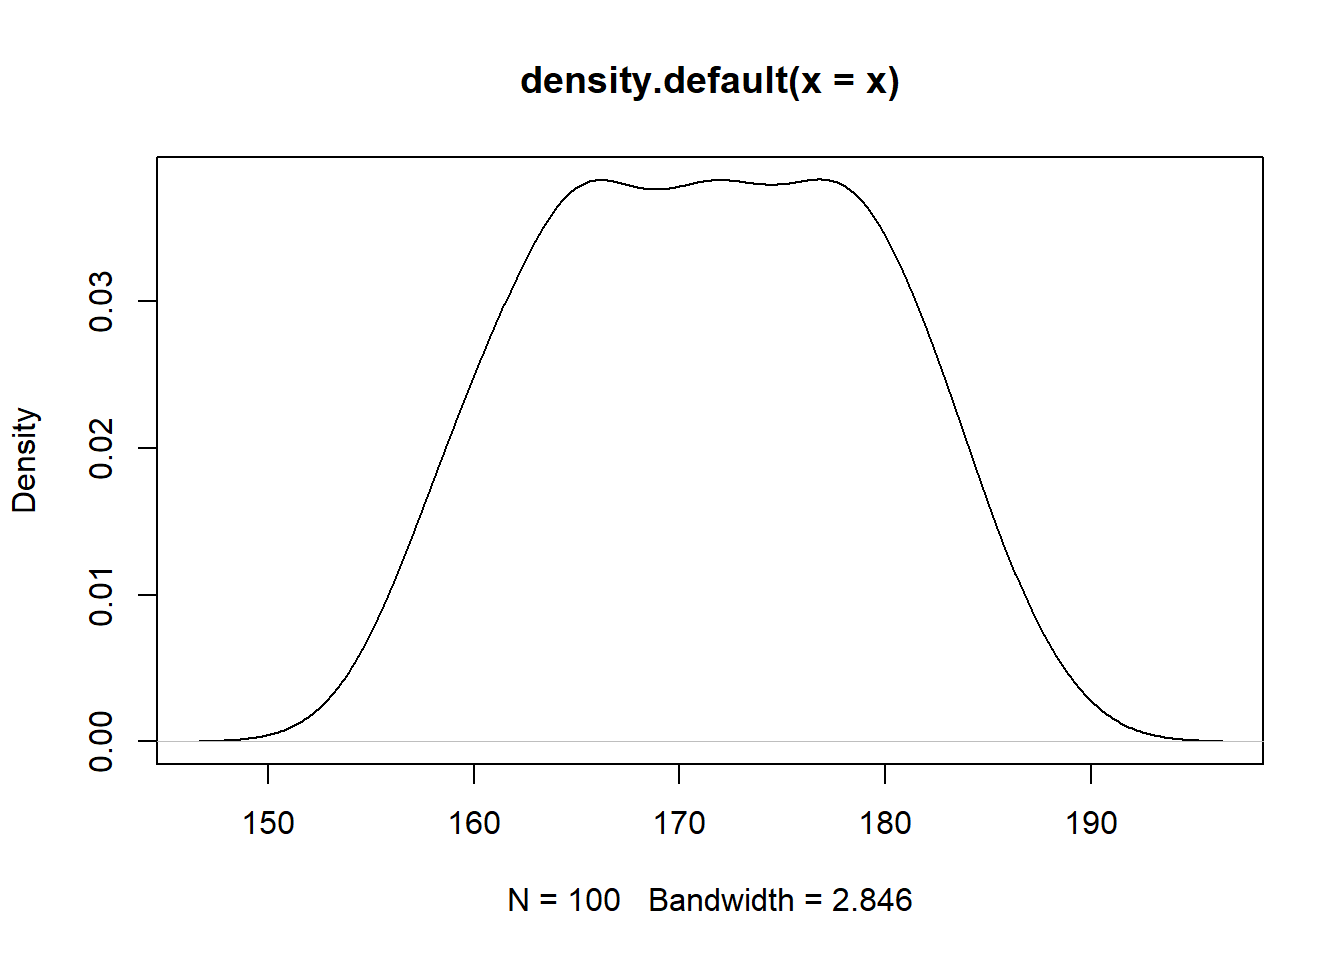 density.default(x = x)
Density
0.00
0.01
0.02
0.03
150 160 170 180 190
N = 100   Bandwidth = 2.846